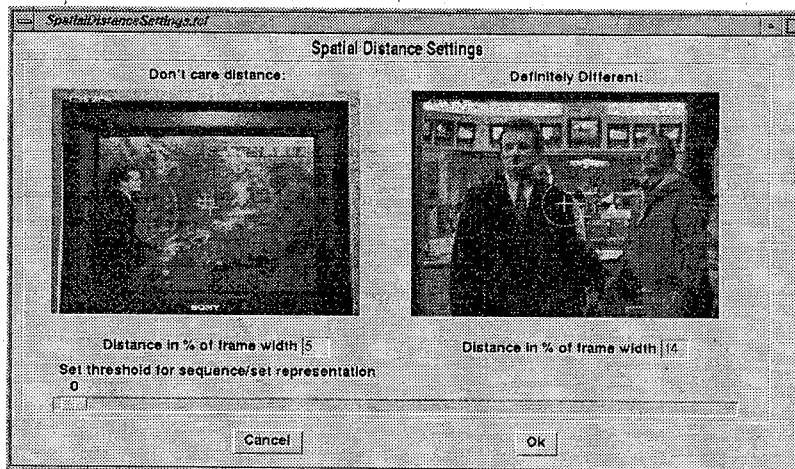 SpatialDistanceSettings.tcl
Spatial Distance Settings
Don't care distance:
Definitely Different:
SONY
Distance in % of frame width 5
Distance in % of frame width 14
Set threshold for sequence/set representation
0
Cancel
Ok